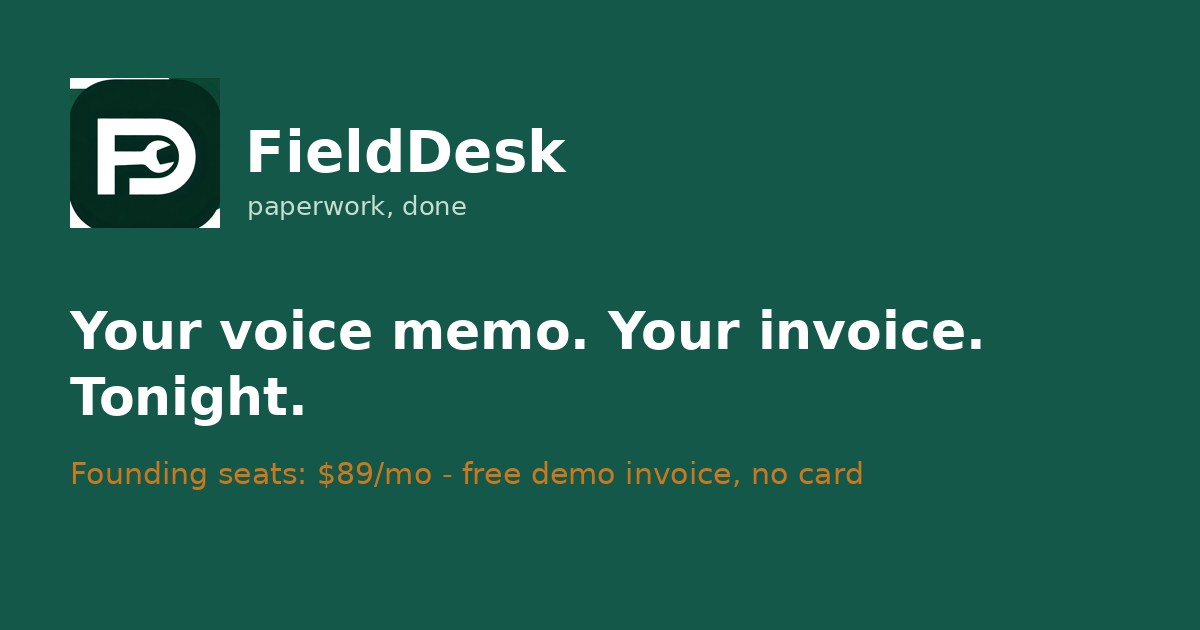 FieldDesk
paperwork, done
Your voice memo. Your invoice.
Tonight.
Founding seats: $89/mo - free demo invoice, no card